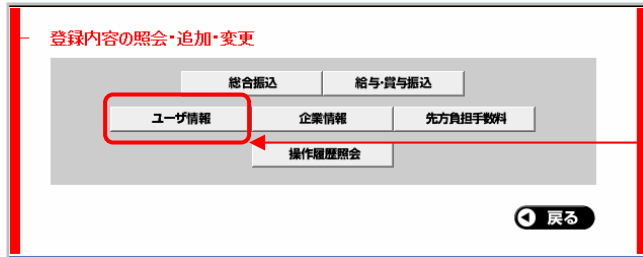 登録内容の照会・追加・変更
総合振込 給与・賞与振込
ユーザ情報 企業情報 先方負担手数料
操作履歴照会
戻る